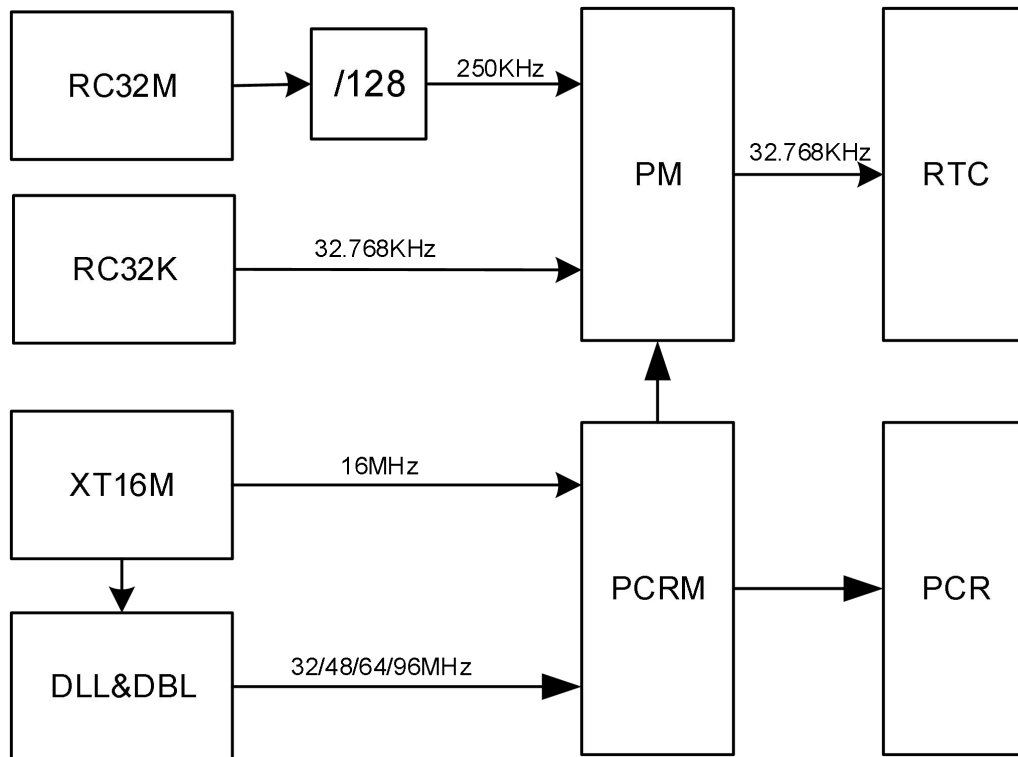 RC32M
/128
250KHz
PM
32.768KHz
RTC
RC32K
32.768KHz
XT16M
16MHz
PCRM
PCR
DLL&DBL
32/48/64/96MHz